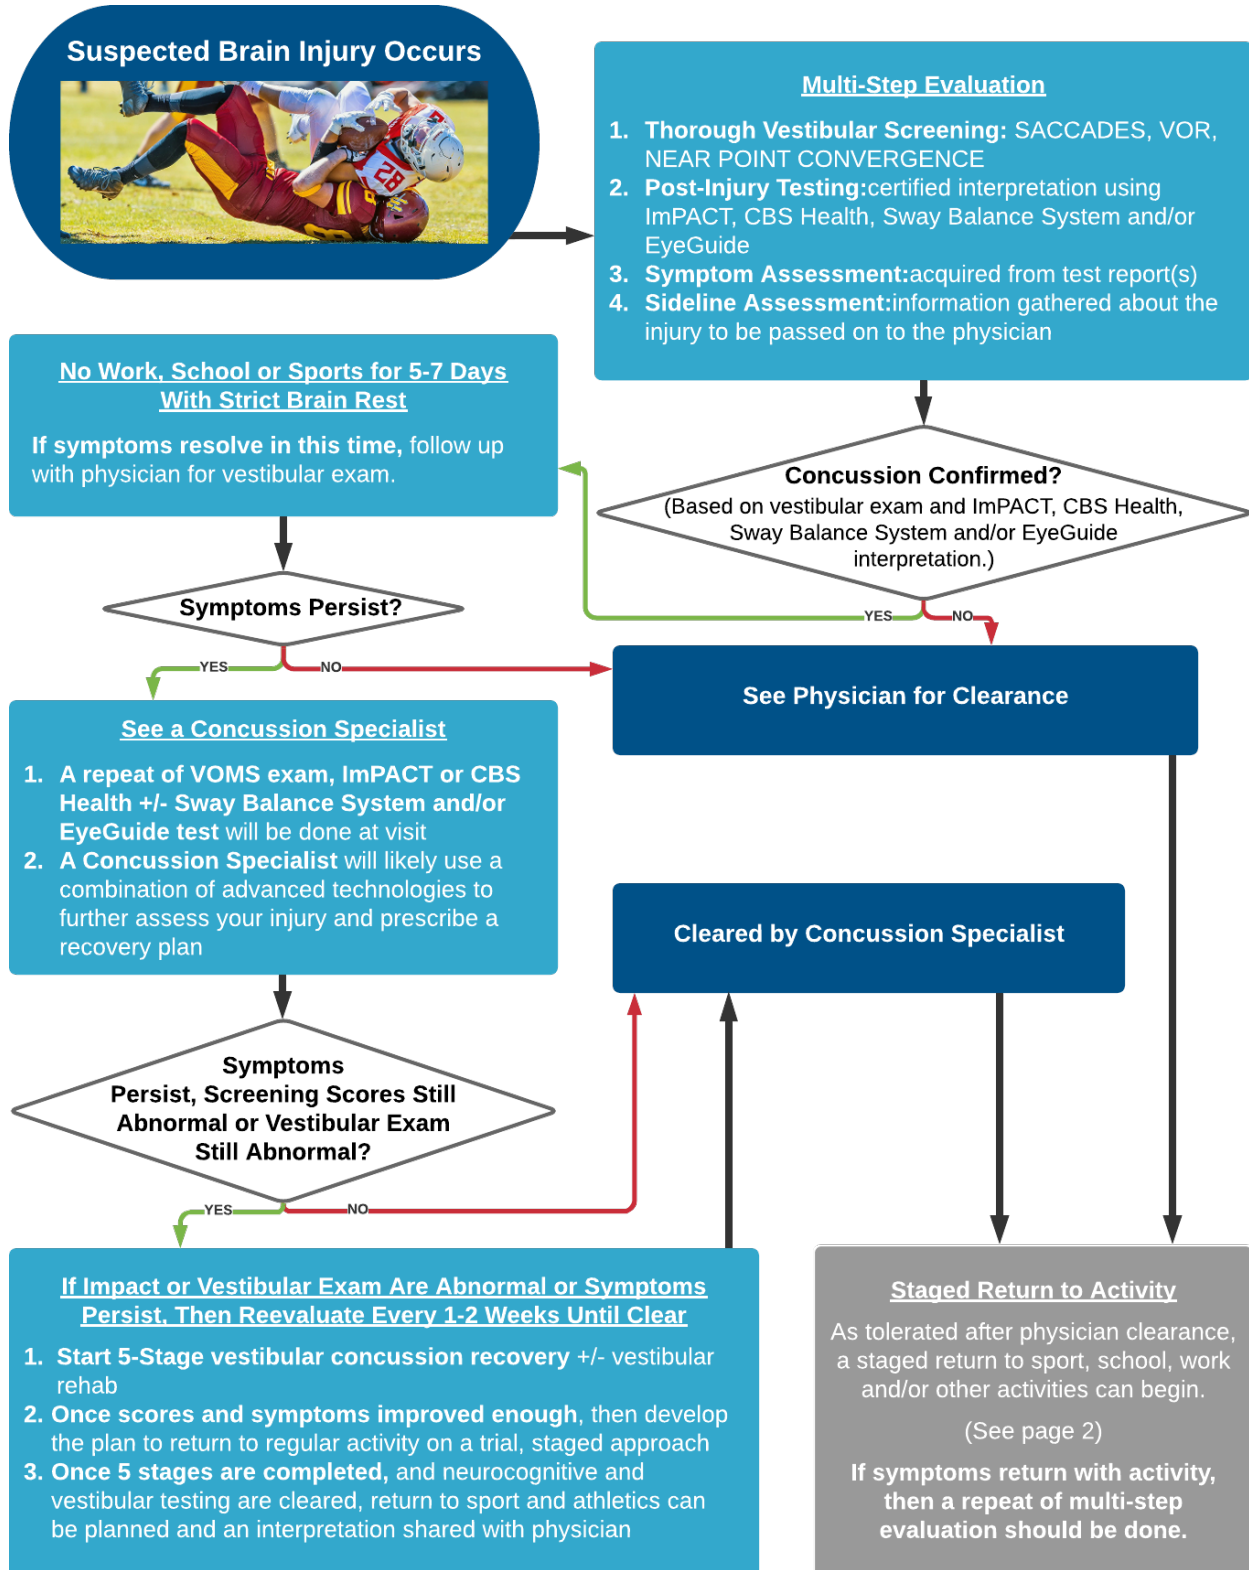 Suspected Brain Injury Occurs
28
Multi-Step Evaluation
1. Thorough Vestibular Screening: SACCADES, VOR,
NEAR POINT CONVERGENCE
2. Post-Injury Testing:certified interpretation using
ImPACT, CBS Health, Sway Balance System and/or
EyeGuide
3. Symptom Assessment:acquired from test report(s)
4. Sideline Assessment:information gathered about the
injury to be passed on to the physician
No Work, School or Sports for 5-7 Days
With Strict Brain Rest
If symptoms resolve in this time, follow up
with physician for vestibular exam.
Concussion Confirmed?
(Based on vestibular exam and ImPACT, CBS Health,
Sway Balance System and/or EyeGuide
interpretation.)
YES
NO
Symptoms Persist?
YES
NO
See Physician for Clearance
See a Concussion Specialist
1. A repeat of VOMS exam, ImPACT or CBS
Health +/- Sway Balance System and/or
EyeGuide test will be done at visit
2. A Concussion Specialist will likely use a
combination of advanced technologies to
further assess your injury and prescribe a
recovery plan
Cleared by Concussion Specialist
Symptoms
Persist, Screening Scores Still
Abnormal or Vestibular Exam
Still Abnormal?
YES
NO
If Impact or Vestibular Exam Are Abnormal or Symptoms
Persist, Then Reevaluate Every 1-2 Weeks Until Clear
1. Start 5-Stage vestibular concussion recovery +/- vestibular
rehab
2. Once scores and symptoms improved enough, then develop
the plan to return to regular activity on a trial, staged approach
3. Once 5 stages are completed, and neurocognitive and
vestibular testing are cleared, return to sport and athletics can
be planned and an interpretation shared with physician
Staged Return to Activity
As tolerated after physician clearance,
a staged return to sport, school, work
and/or other activities can begin.
(See page 2)
If symptoms return with activity,
then a repeat of multi-step
evaluation should be done.